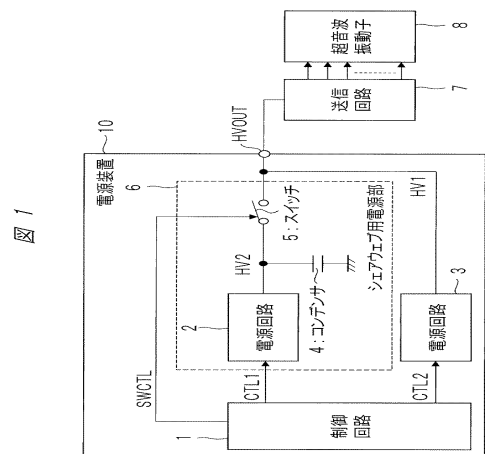 図 1
10
電源装置
6
SWCTL
2
電源回路
HV2
5：スイッチ
4：コンデンサ
シェアウェブ用電源部
HVOUT
1
制御
回路
CTL1
CTL2
電源回路
3
HV1
送信
回路
7
超音波
振動子
8